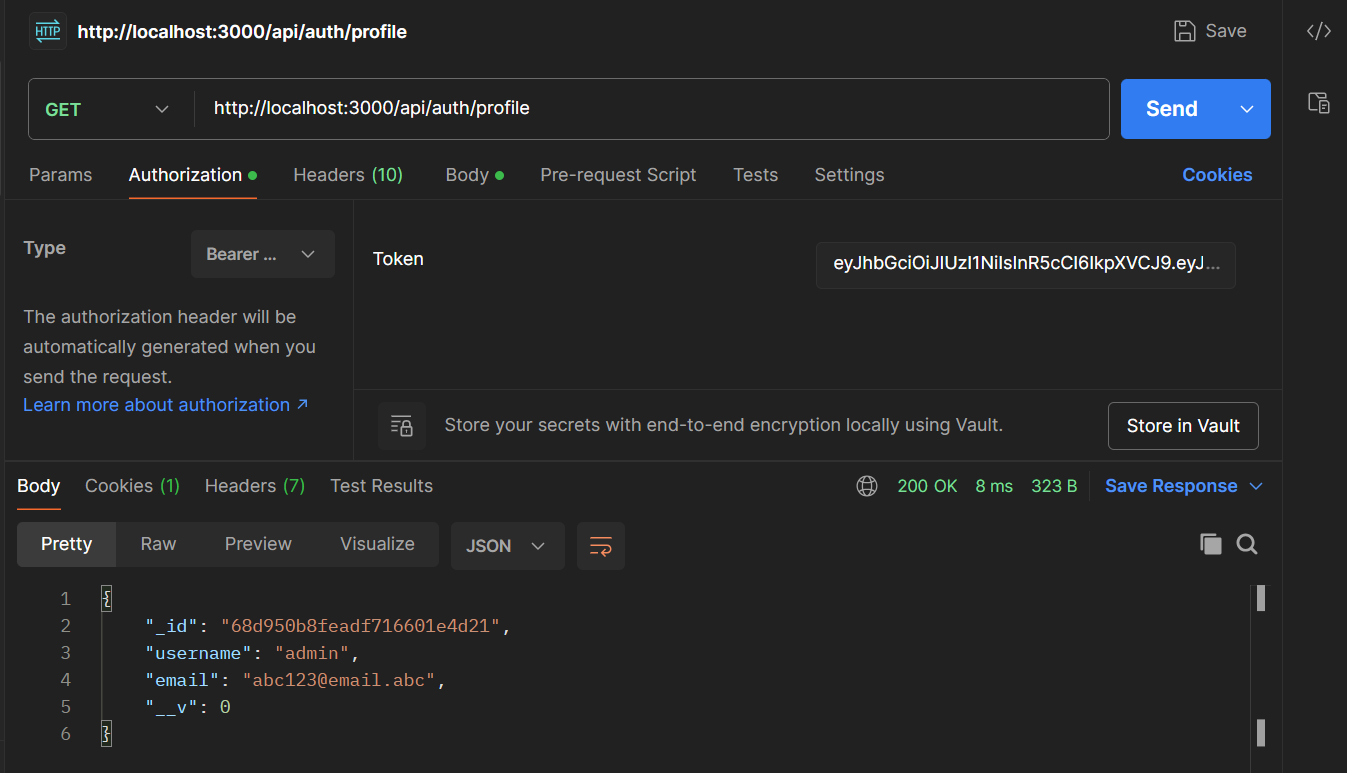 HTTP http://localhost:3000/api/auth/profile Save </>
GET http://localhost:3000/api/auth/profile Send
Params Authorization Headers (10) Body Pre-request Script Tests Settings Cookies
Type Bearer ... Token eyJhbGciOiJIUzI1NiIsInR5cCI6IkpXVCJ9.eyJ...
The authorization header will be
automatically generated when you
send the request.
Learn more about authorization ↗
Store your secrets with end-to-end encryption locally using Vault. Store in Vault
Body Cookies (1) Headers (7) Test Results 200 OK 8 ms 323 B Save Response
Pretty Raw Preview Visualize JSON
1 {
2 "_id": "68d950b8feadf716601e4d21",
3 "username": "admin",
4 "email": "abc123@email.abc",
5 "__v": 0
6 }